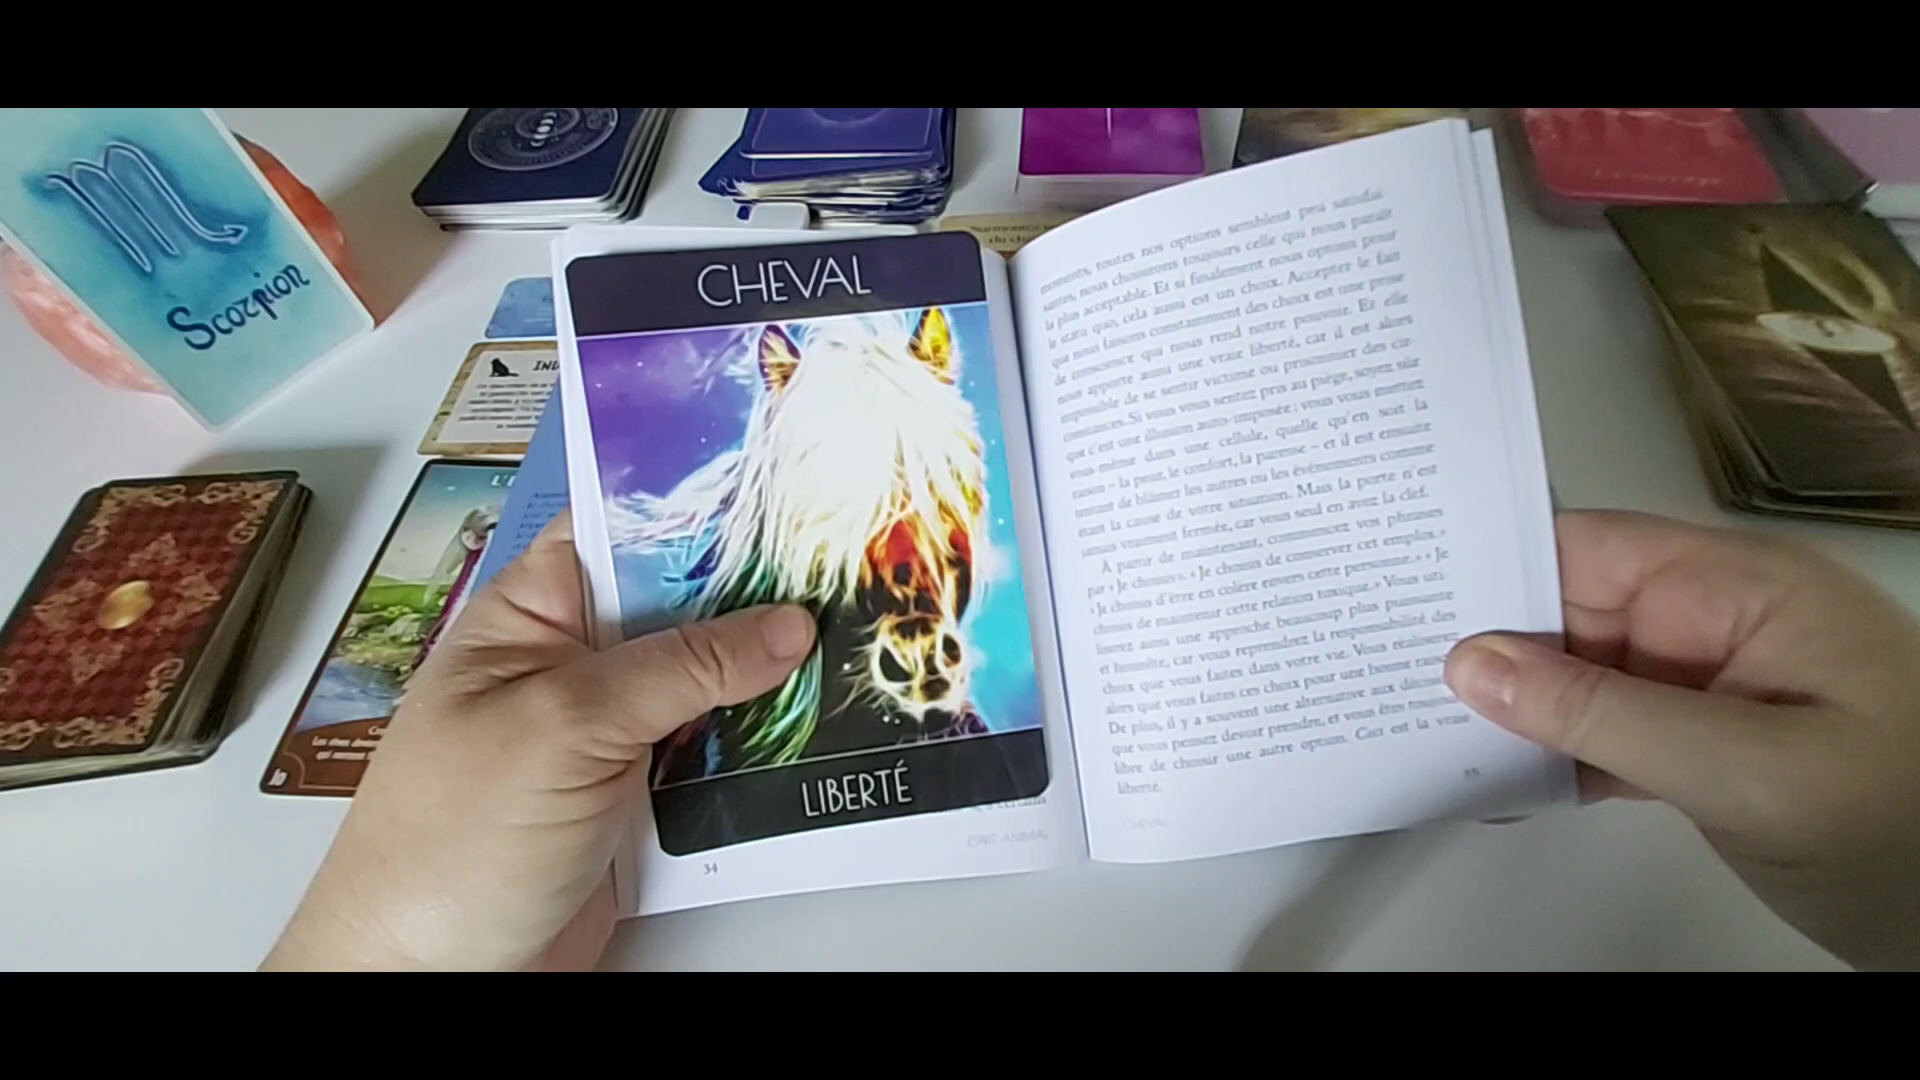 Scorpion
CHEVAL
LIBERTÉ
ESPRIT ANIMAL
34
moments, toutes nos options semblent peu satisfai-
santes, nous choisirons toujours celle qui nous paraît
la plus acceptable. Et si finalement nous optons pour
le statu quo, cela aussi est un choix. Accepter le fait
que nous faisons constamment des choix est une prise
de conscience qui nous rend notre pouvoir. Et elle
nous apporte aussi une vraie liberté, car il est alors
impossible de se sentir victime ou prisonnier des cir-
constances. Si vous vous sentez pris au piège, soyez sûr
que c'est une illusion auto-imposée : vous vous mettez
vous-même dans une cellule, quelle qu'en soit la
raison – la peur, le confort, la paresse – et il est ensuite
tentant de blâmer les autres ou les événements comme
étant la cause de votre situation. Mais la porte n'est
jamais vraiment fermée, car vous seul en avez la clef.
À partir de maintenant, commencez vos phrases
par « Je choisis ». « Je choisis de conserver cet emploi. »
« Je choisis d'être en colère envers cette personne. » « Je
choisis de maintenir cette relation toxique. » Vous uti-
liserez aussi une approche beaucoup plus puissante
et honnête, car vous reprendrez la responsabilité des
choix que vous faites dans votre vie. Vous réaliserez
alors que vous faites ces choix pour une bonne raison.
De plus, il y a souvent une alternative aux
que vous pensez devoir prendre, et vous êtes toujours
libre de choisir une autre option. Ceci est la vraie
liberté.
CHEVAL